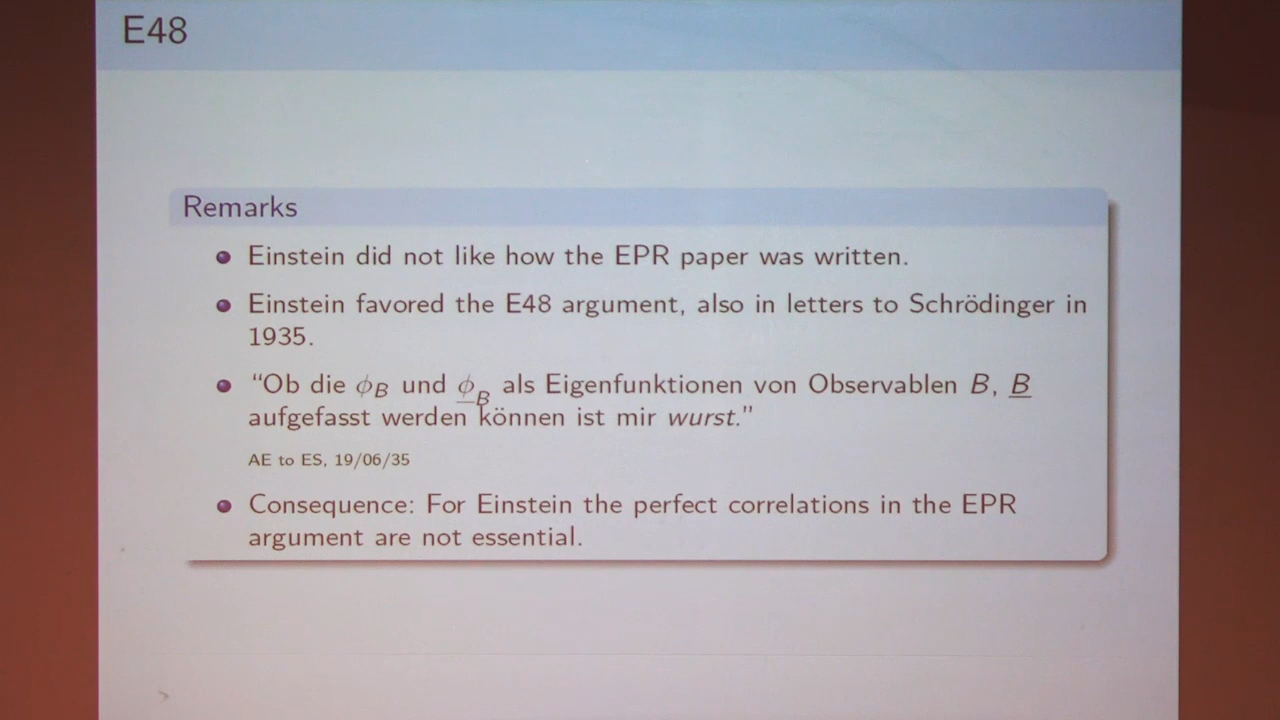 E48
Remarks
Einstein did not like how the EPR paper was written.
Einstein favored the E48 argument, also in letters to Schrödinger in
1935.
“Ob die ϕB und ϕB als Eigenfunktionen von Observablen B, B
aufgefasst werden können ist mir wurst.”
AE to ES, 19/06/35
Consequence: For Einstein the perfect correlations in the EPR
argument are not essential.